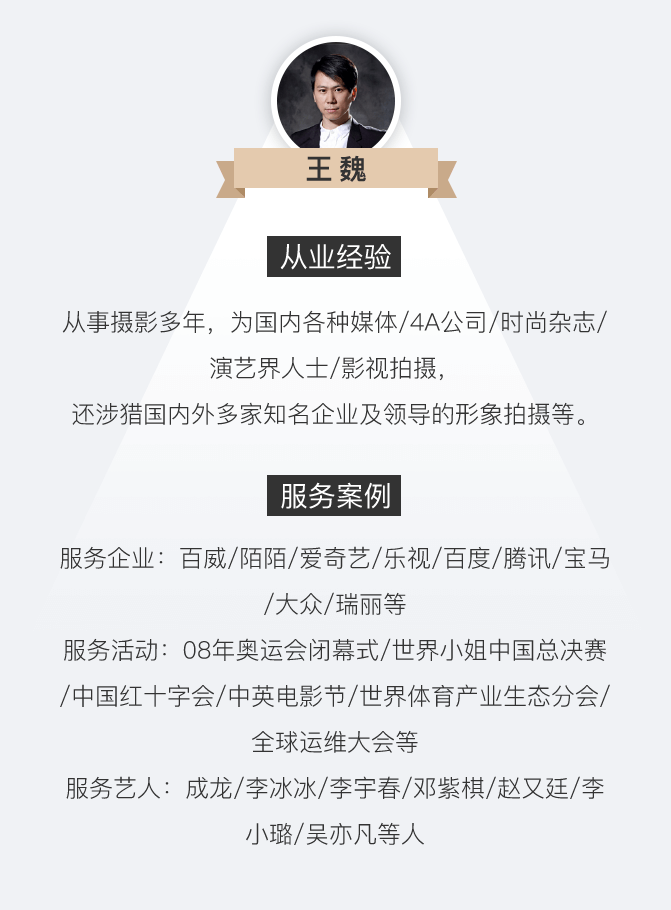 王 魏
从业经验
从事摄影多年，为国内各种媒体/4A公司/时尚杂志/
演艺界人士/影视拍摄，
还涉猎国内外多家知名企业及领导的形象拍摄等。
服务案例
服务企业：百威/陌陌/爱奇艺/乐视/百度/腾讯/宝马
/大众/瑞丽等
服务活动：08年奥运会闭幕式/世界小姐中国总决赛
/中国红十字会/中英电影节/世界体育产业生态分会/
全球运维大会等
服务艺人：成龙/李冰冰/李宇春/邓紫棋/赵又廷/李
小璐/吴亦凡等人